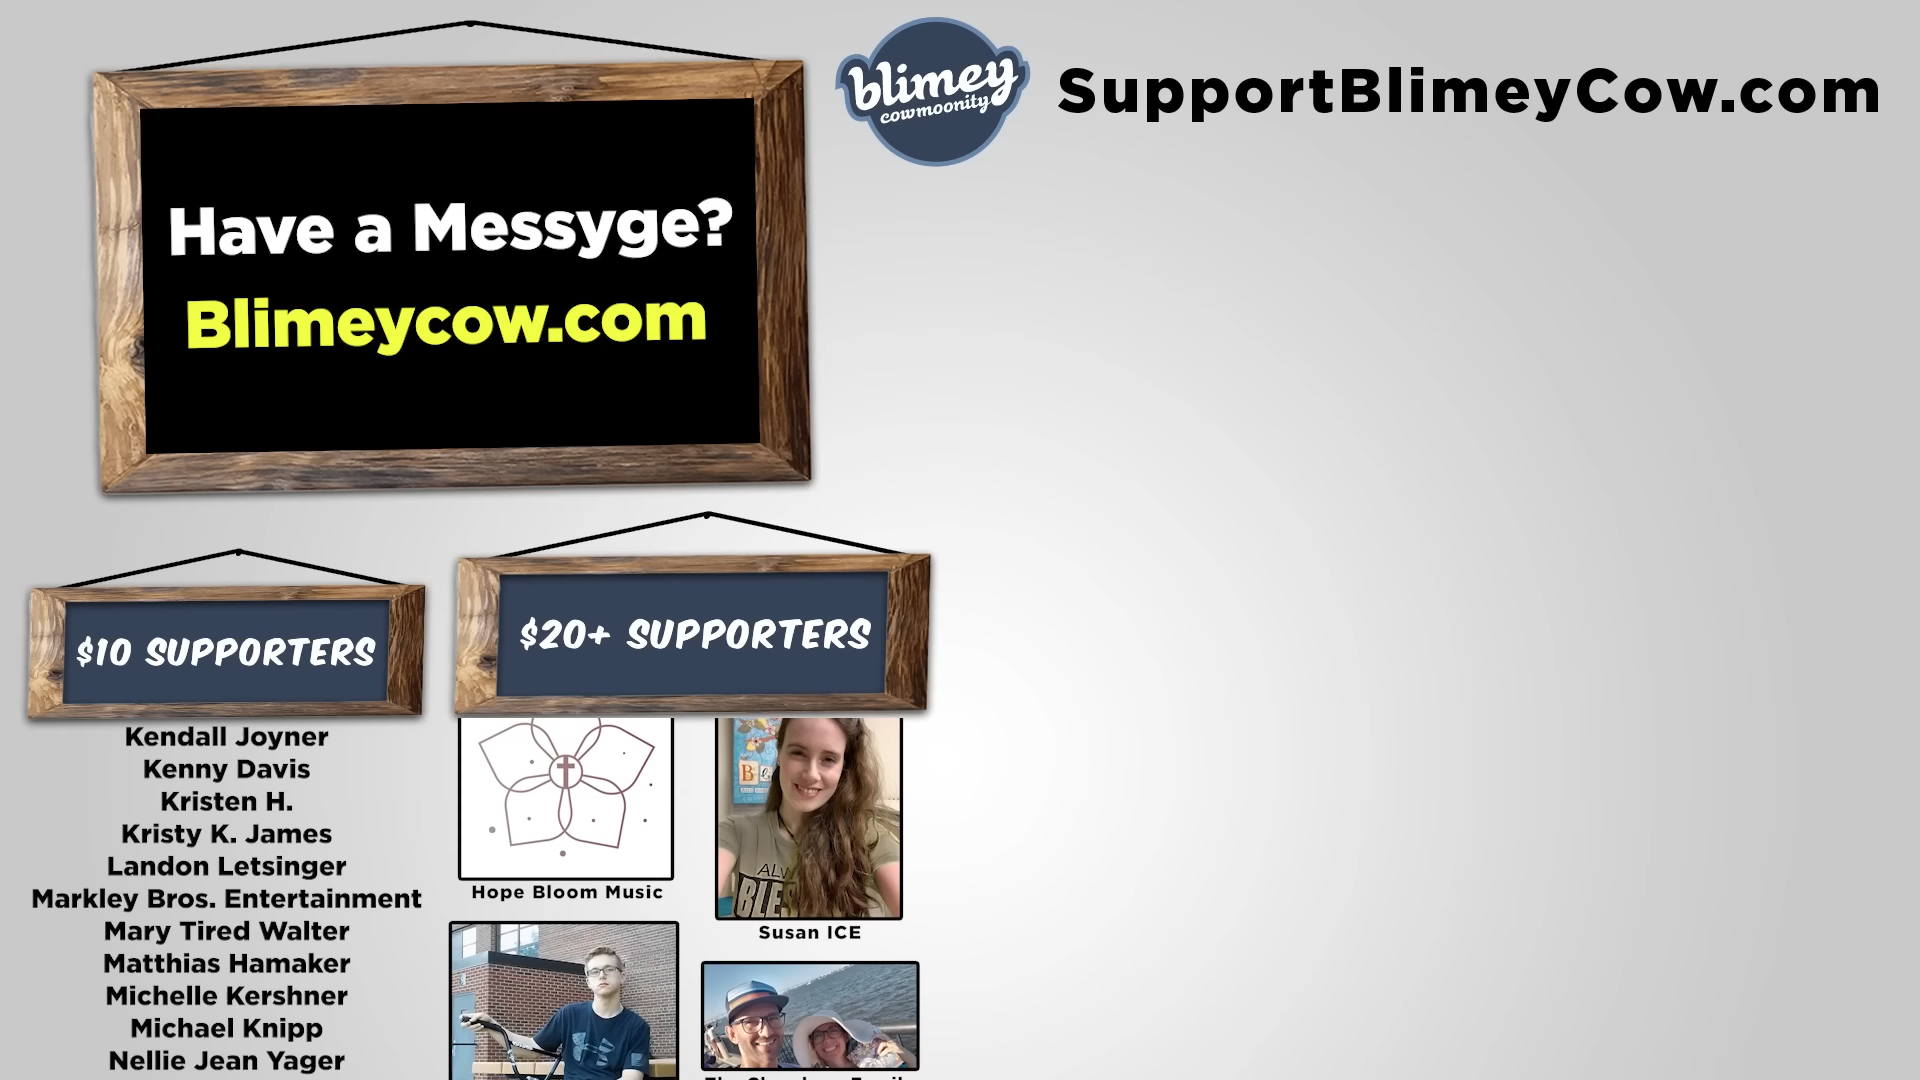 Have a Messyge?
Blimeycow.com
blimey
cowmoonity
SupportBlimeyCow.com
$10 SUPPORTERS
Kendall Joyner
Kenny Davis
Kristen H.
Kristy K. James
Landon Letsinger
Markley Bros. Entertainment
Mary Tired Walter
Matthias Hamaker
Michelle Kershner
Michael Knipp
Nellie Jean Yager
$20+ SUPPORTERS
Hope Bloom Music
Susan ICE